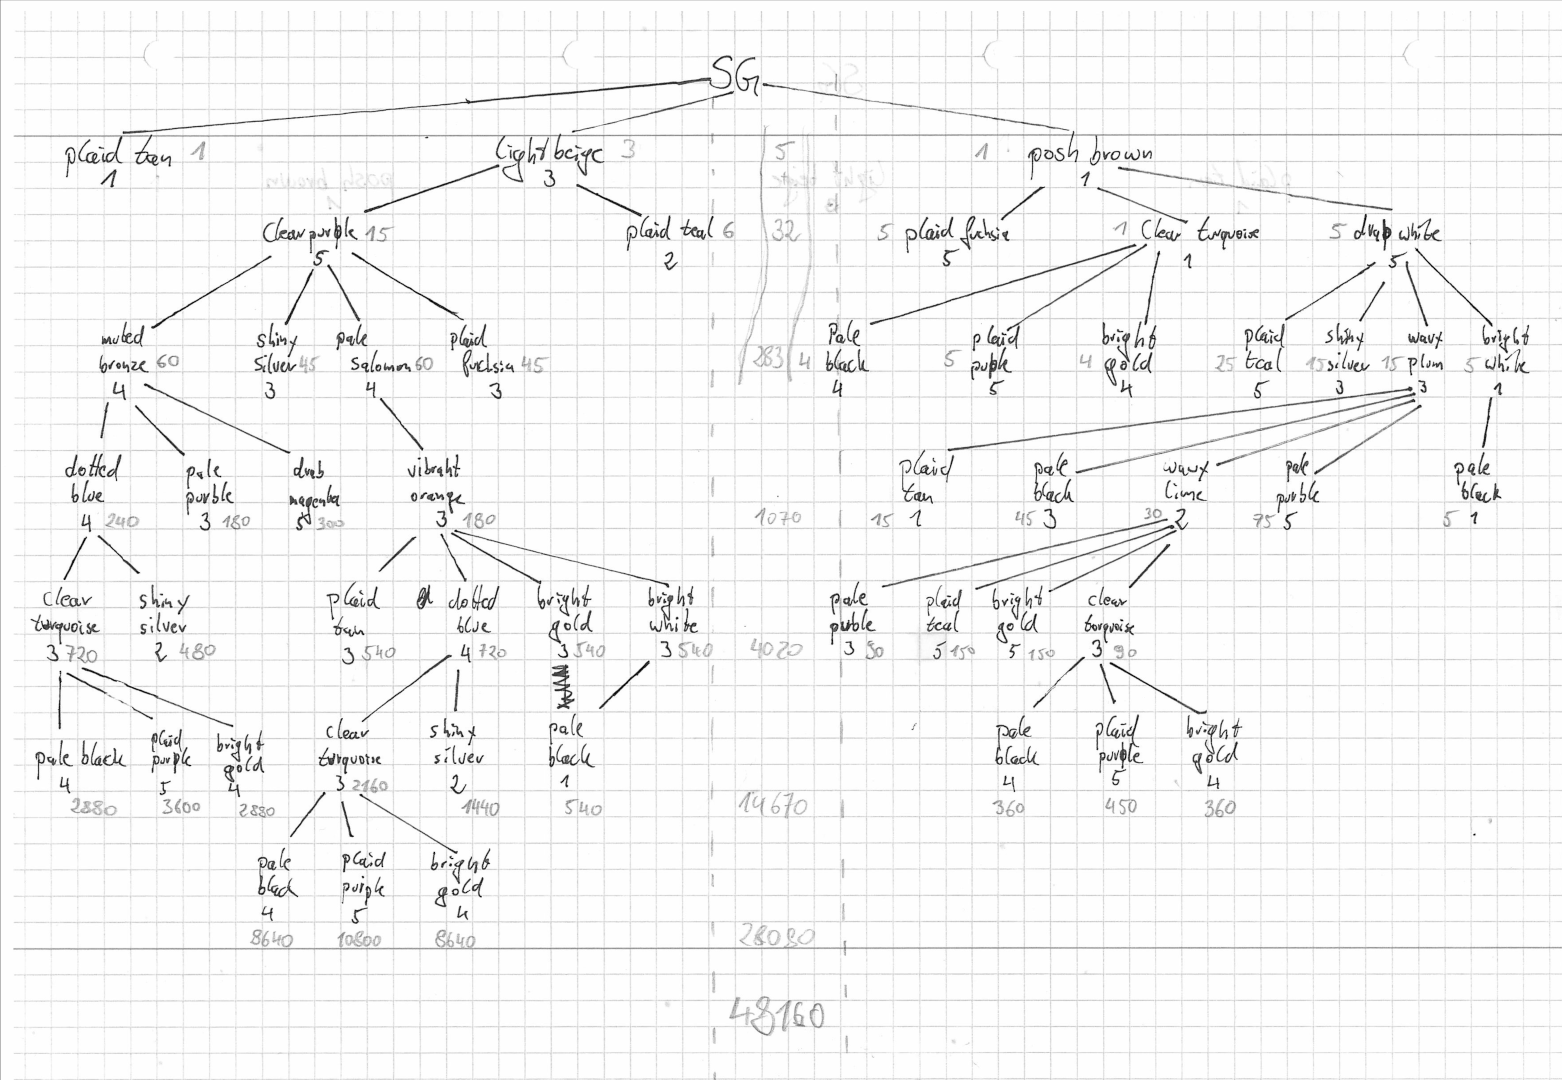 SG
plaid tan 1 light beige 3 5 1 posh brown
1 3 1
clear purple 15 plaid teal 6 32 5 plaid fuchsia 1 clear turquoise 5 drab white
5 2 5 1 5
muted shiny pale plaid Pale plaid bright plaid shiny wavy bright
bronze 60 silver 45 salomon 60 fuchsia 45 283 4 black 5 puple 4 gold 25 teal 15 silver 15 plum 5 white
4 3 4 3 4 5 4 5 3 3 1
dotted pale drab vibraht plaid pale wavy pale pale
blue purble magenba orange tan black lime purble black
4 240 3 180 5 300 3 180 1070 15 1 45 3 30 2 75 5 5 1
clear shiny plaid dotted bright bright pale plaid bright clear
turquoise silver tan blue gold white purble teal gold torquoise
3 720 2 480 3 540 4 720 3 540 3 540 4020 3 90 5 150 5 150 3 90
pale black plaid bright clear shiny pale pale plaid bright
purple gold turquoise silver black black purple gold
4 5 4 3 2160 2 1 4 5 4
2880 3600 2880 1440 540 14670 360 450 360
pale plaid bright
black purple gold
4 5 4
8640 10800 8640 28080
48160